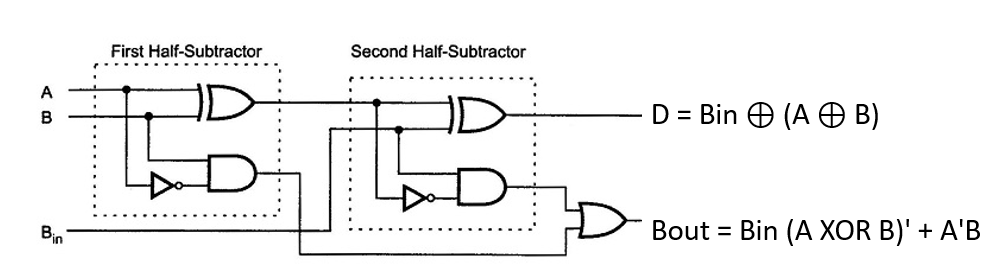 First Half-Subtractor
Second Half-Subtractor
A
B
D = Bin ⊕ (A ⊕ B)
Bin
Bout = Bin (A XOR B)' + A'B